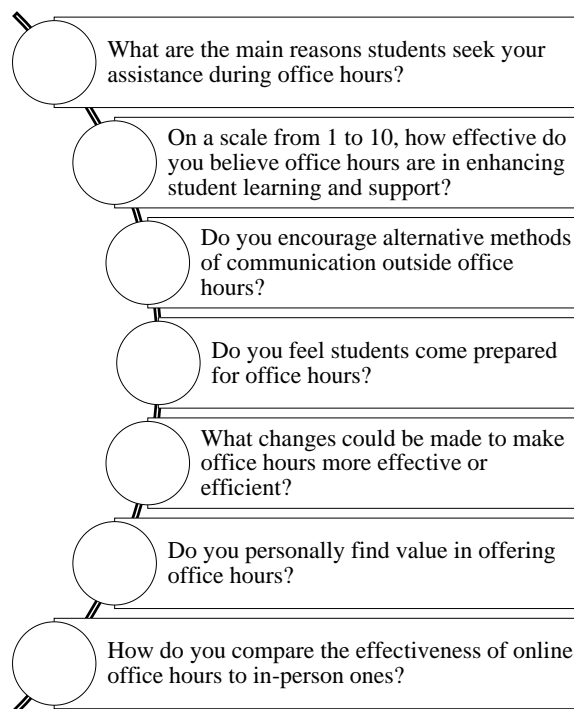 What are the main reasons students seek your
assistance during office hours?
On a scale from 1 to 10, how effective do
you believe office hours are in enhancing
student learning and support?
Do you encourage alternative methods
of communication outside office
hours?
Do you feel students come prepared
for office hours?
What changes could be made to make
office hours more effective or
efficient?
Do you personally find value in offering
office hours?
How do you compare the effectiveness of online
office hours to in-person ones?